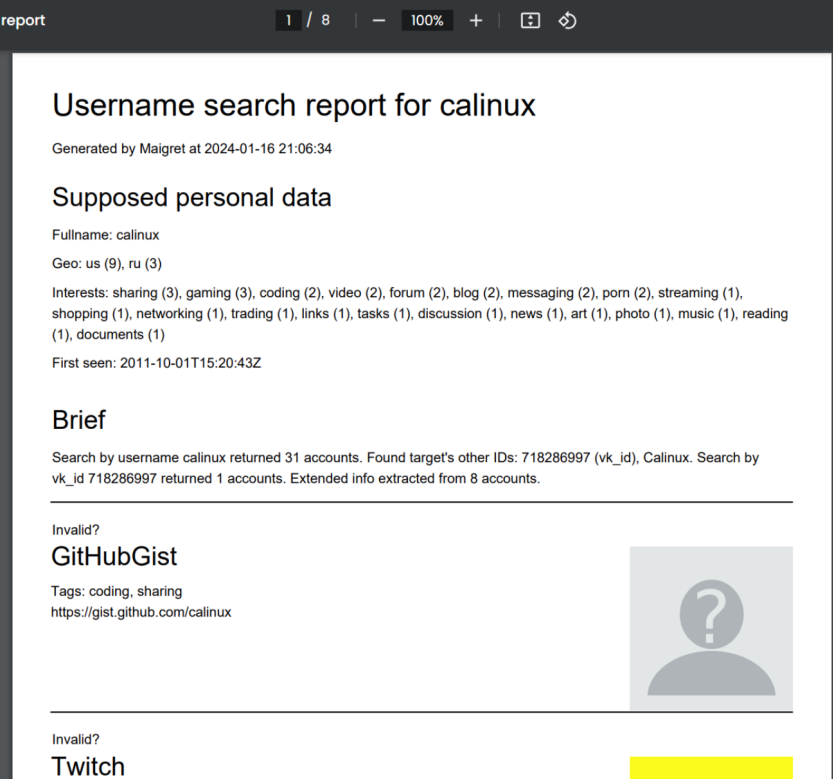 report
1 / 8 | − 100% + |
Username search report for calinux
Generated by Maigret at 2024-01-16 21:06:34
Supposed personal data
Fullname: calinux
Geo: us (9), ru (3)
Interests: sharing (3), gaming (3), coding (2), video (2), forum (2), blog (2), messaging (2), porn (2), streaming (1),
shopping (1), networking (1), trading (1), links (1), tasks (1), discussion (1), news (1), art (1), photo (1), music (1), reading
(1), documents (1)
First seen: 2011-10-01T15:20:43Z
Brief
Search by username calinux returned 31 accounts. Found target's other IDs: 718286997 (vk_id), Calinux. Search by
vk_id 718286997 returned 1 accounts. Extended info extracted from 8 accounts.
Invalid?
GitHubGist
Tags: coding, sharing
https://gist.github.com/calinux
?
Invalid?
Twitch